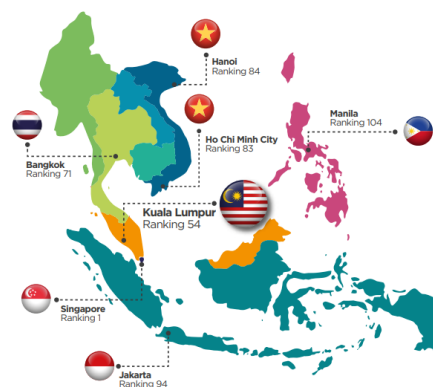 Hanoi
Ranking 84
Manila
Ranking 104
Ho Chi Minh City
Ranking 83
Bangkok
Ranking 71
Kuala Lumpur
Ranking 54
Singapore
Ranking 1
Jakarta
Ranking 94